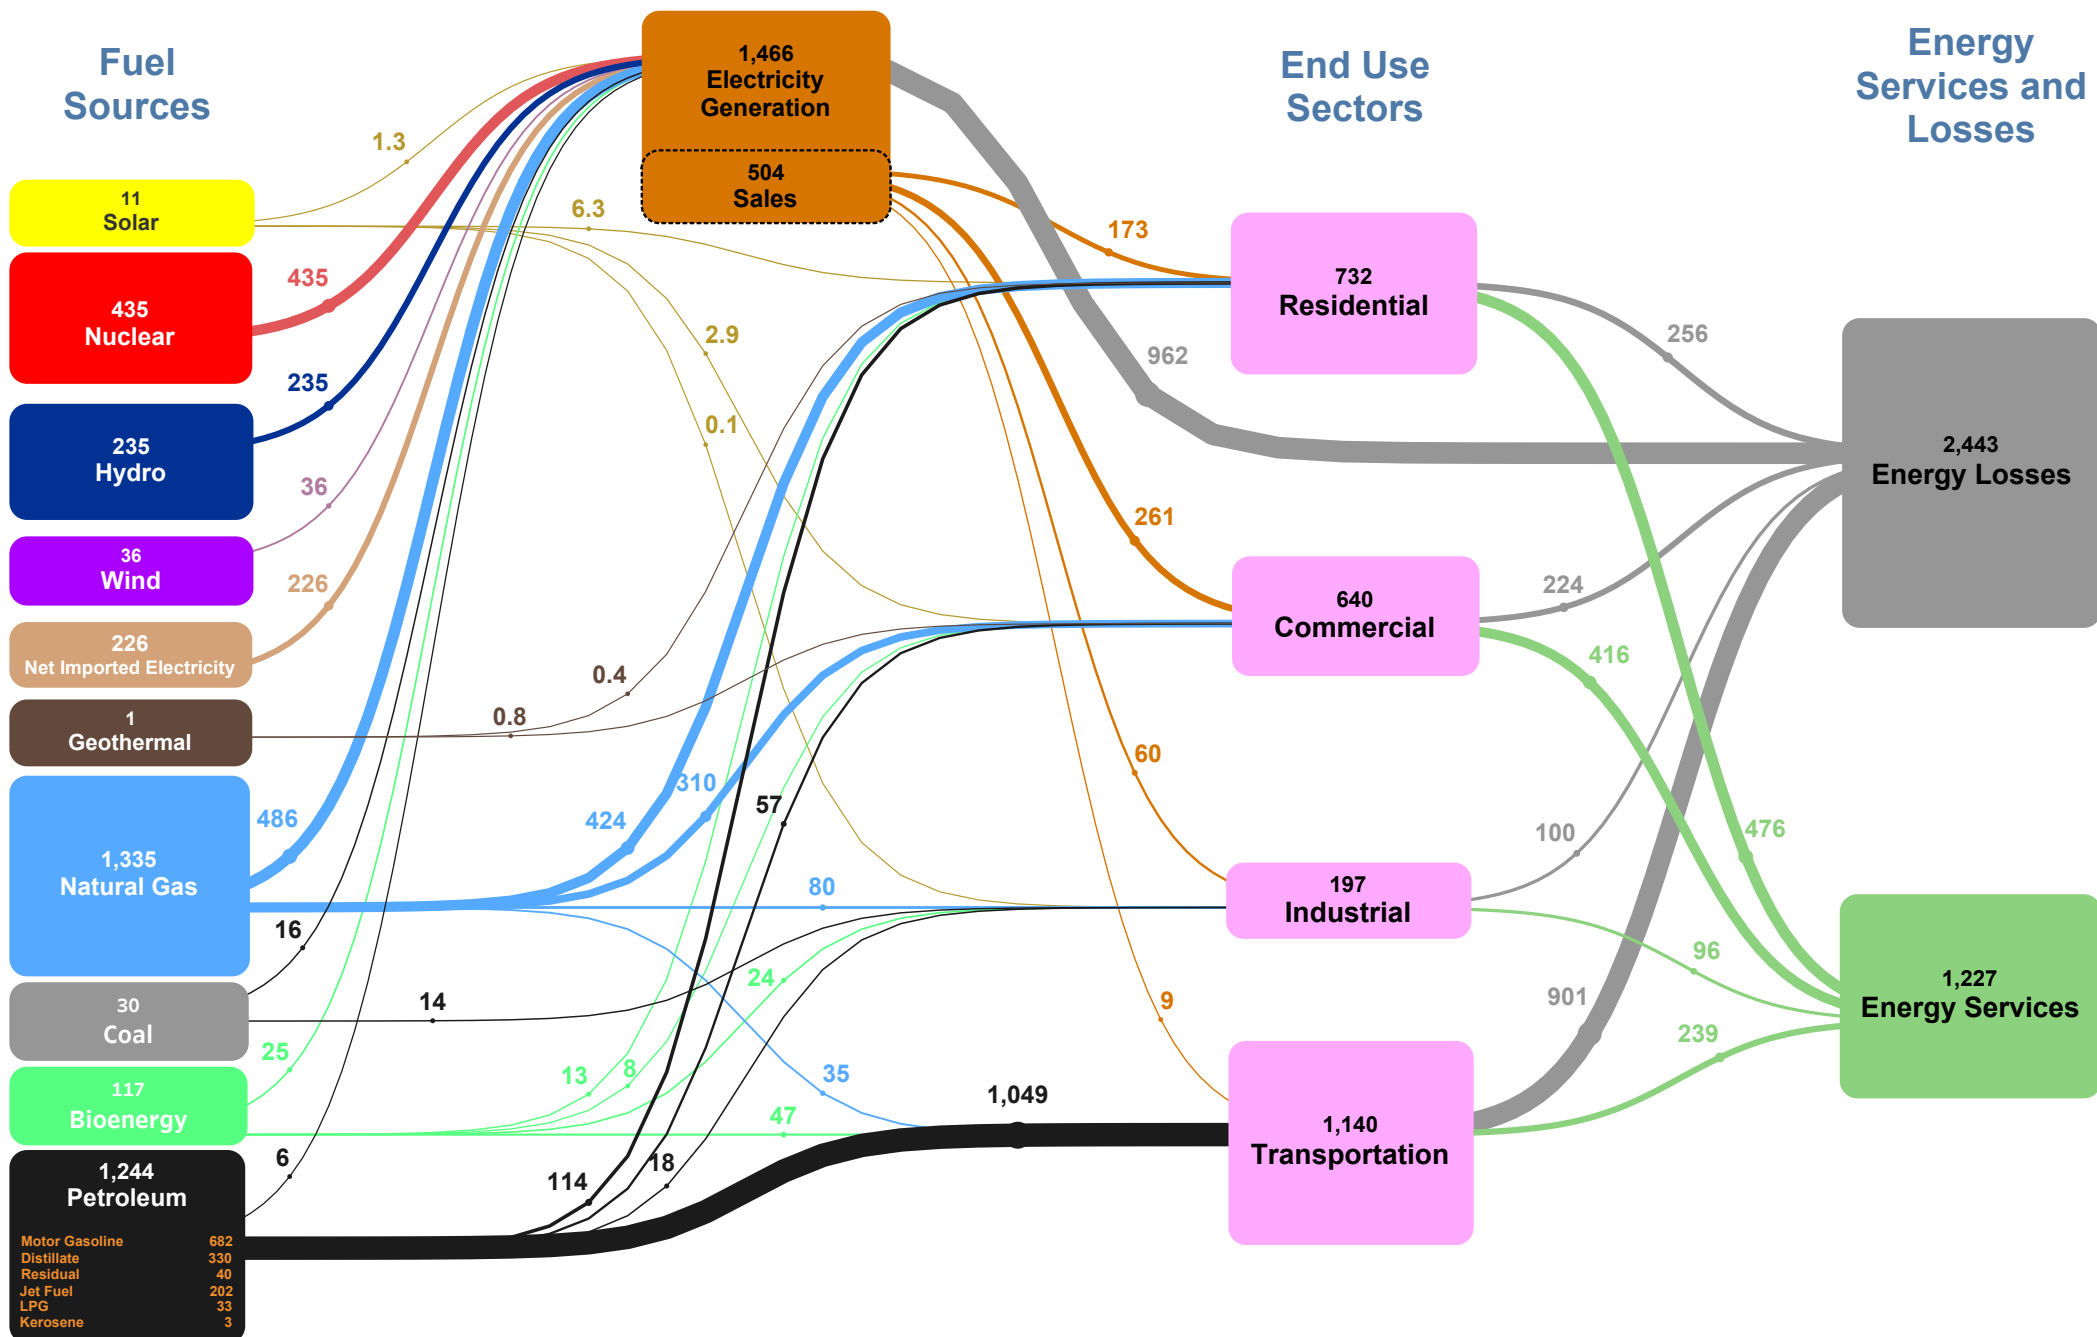 Fuel
Sources
End Use
Sectors
Energy
Services and
Losses
1,466
Electricity
Generation
504
Sales
11
Solar
435
Nuclear
235
Hydro
36
Wind
226
Net Imported Electricity
1
Geothermal
1,335
Natural Gas
30
Coal
117
Bioenergy
1,244
Petroleum
Motor Gasoline 682
Distillate 330
Residual 40
Jet Fuel 202
LPG 33
Kerosene 3
1.3
435
235
36
226
486
16
25
6
6.3
2.9
0.1
0.4
0.8
424
310
80
35
14
13
8
24
47
114
57
18
1,049
173
261
60
9
962
732
Residential
640
Commercial
197
Industrial
1,140
Transportation
256
224
100
901
476
416
96
239
2,443
Energy Losses
1,227
Energy Services